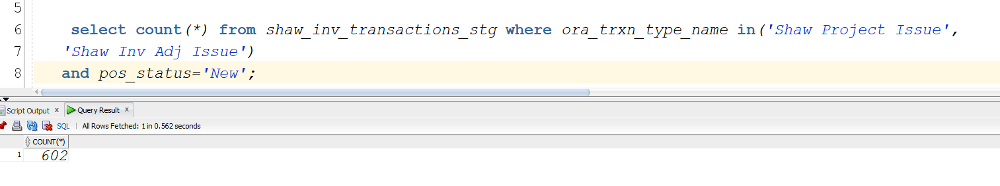 5
6 select count(*) from shaw_inv_transactions_stg where ora_trxn_type_name in('Shaw Project Issue',
7 'Shaw Inv Adj Issue')
8 and pos_status='New';
Script Output x Query Result x
SQL | All Rows Fetched: 1 in 0.562 seconds
COUNT(*)
1 602